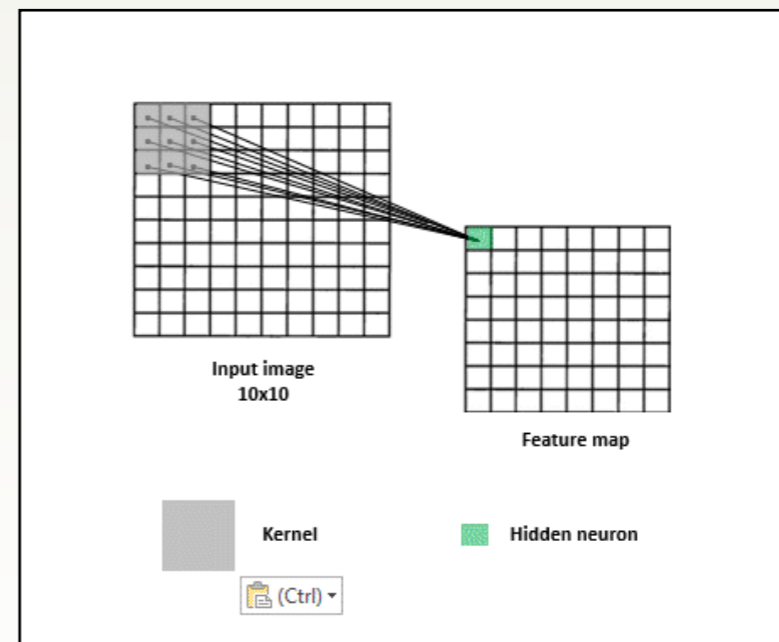 Input image
10x10
Feature map
Kernel
Hidden neuron
(Ctrl)